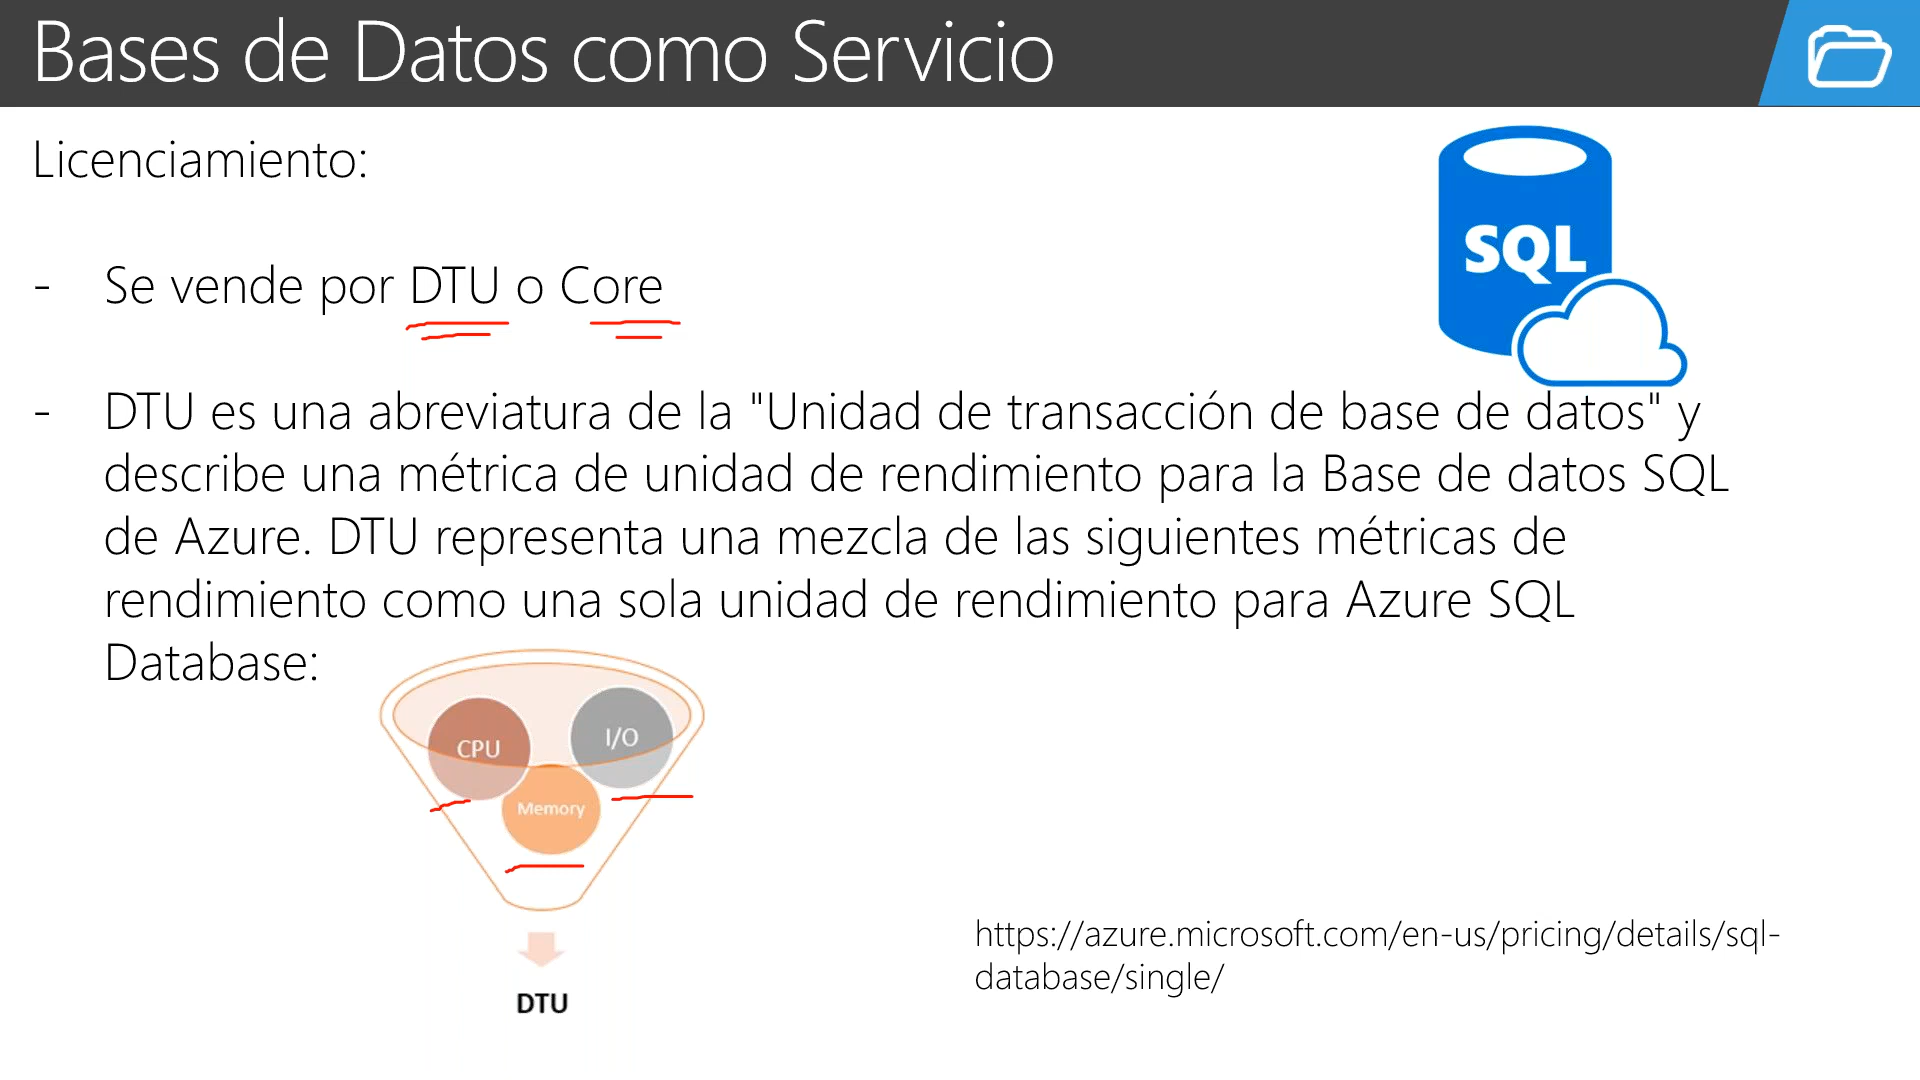 Bases de Datos como Servicio
Licenciamiento:
SQL
- Se vende por DTU o Core
- DTU es una abreviatura de la "Unidad de transacción de base de datos" y
describe una métrica de unidad de rendimiento para la Base de datos SQL
de Azure. DTU representa una mezcla de las siguientes métricas de
rendimiento como una sola unidad de rendimiento para Azure SQL
Database:
CPU
I/O
Memory
DTU
https://azure.microsoft.com/en-us/pricing/details/sql-
database/single/